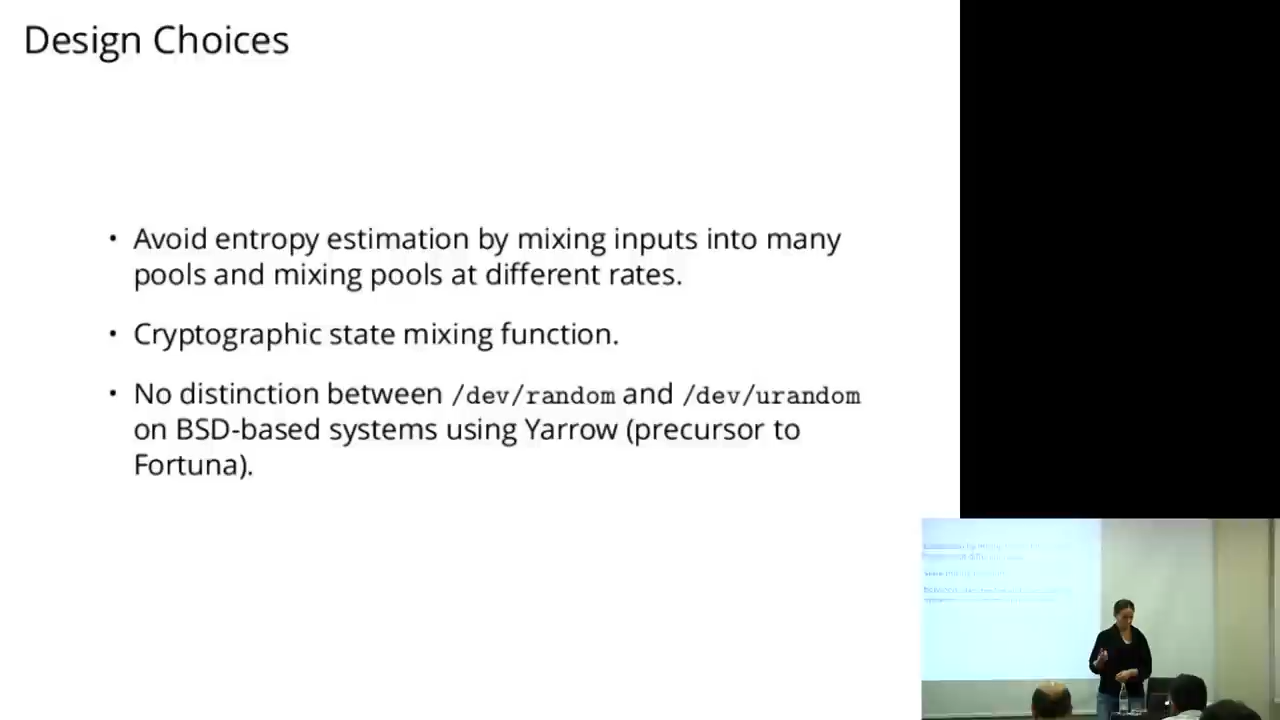 Design Choices
• Avoid entropy estimation by mixing inputs into many
pools and mixing pools at different rates.
• Cryptographic state mixing function.
• No distinction between /dev/random and /dev/urandom
on BSD-based systems using Yarrow (precursor to
Fortuna).